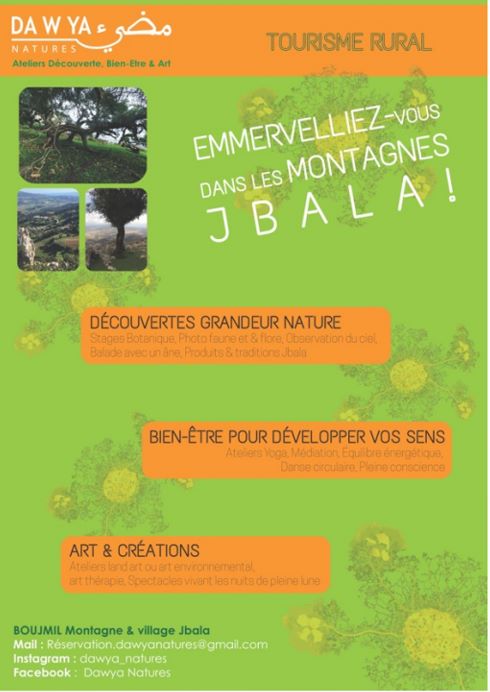 DAWYA مضيء
NATURES
Ateliers Découverte, Bien-Etre & Art
TOURISME RURAL
EMMERVELLIEZ-VOUS
DANS LES MONTAGNES
JBALA !
DÉCOUVERTES GRANDEUR NATURE
Stages Botanique, Photo faune et & flore, Observation du ciel,
Balade avec un âne, Produits & traditions Jbala
BIEN-ÊTRE POUR DÉVELOPPER VOS SENS
Ateliers Yoga, Médiation, Equilibre énergétique,
Danse circulaire, Pleine conscience
ART & CRÉATIONS
Ateliers land art ou art environnemental,
art thérapie, Spectacles vivant les nuits de pleine lune
BOUJMIL Montagne & village Jbala
Mail : Réservation.dawyanatures@gmail.com
Instagram : dawya_natures
Facebook : Dawya Natures